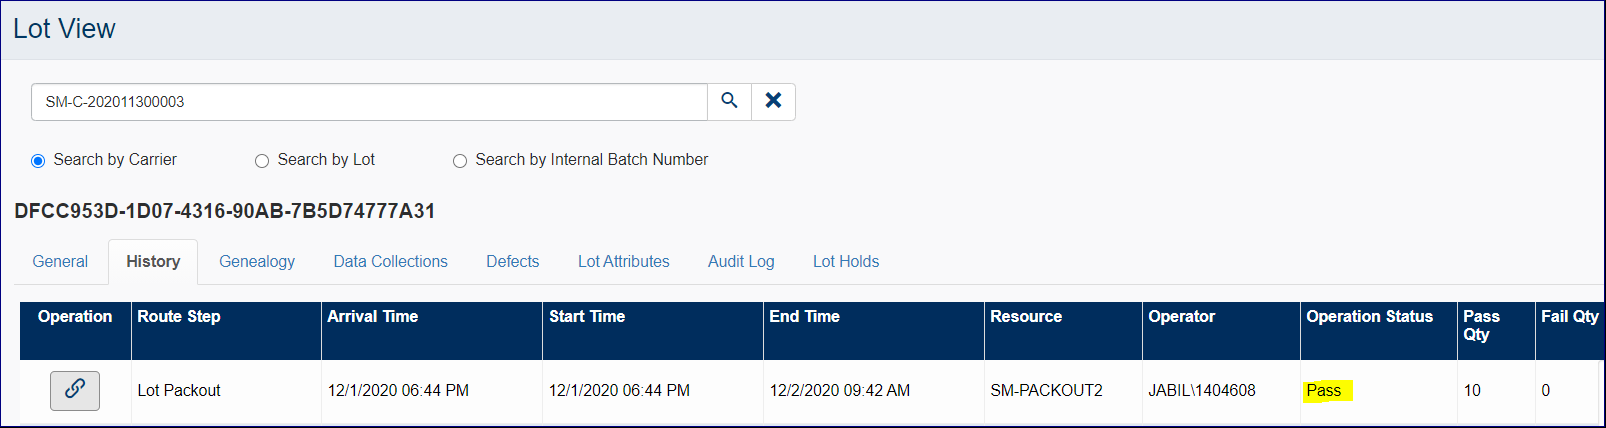 Lot View
SM-C-202011300003
Search by Carrier Search by Lot Search by Internal Batch Number
DFCC953D-1D07-4316-90AB-7B5D74777A31
General History Genealogy Data Collections Defects Lot Attributes Audit Log Lot Holds
Operation Route Step Arrival Time Start Time End Time Resource Operator Operation Status Pass Qty Fail Qty
Lot Packout 12/1/2020 06:44 PM 12/1/2020 06:44 PM 12/2/2020 09:42 AM SM-PACKOUT2 JABIL\1404608 Pass 10 0